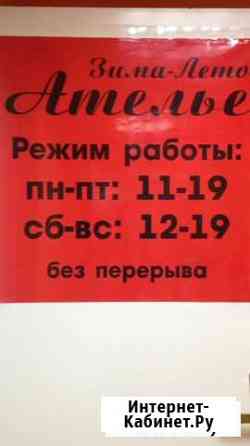 Зима-Лето
Ателье
Режим работы:
пн-пт: 11-19
сб-вс: 12-19
без перерыва
Интернет-
Кабинет.Ру